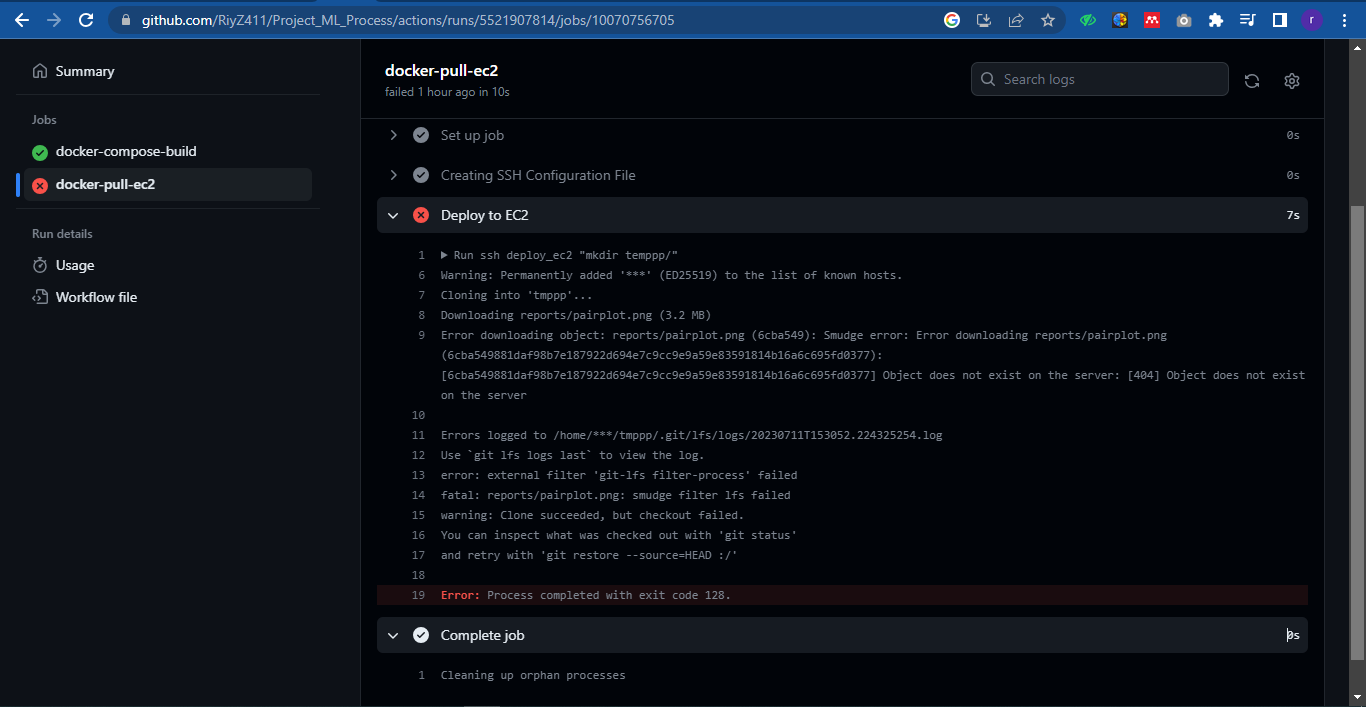 github.com/RiyZ411/Project_ML_Process/actions/runs/5521907814/jobs/10070756705
r
Summary
Jobs
docker-compose-build
docker-pull-ec2
Run details
Usage
Workflow file
docker-pull-ec2
failed 1 hour ago in 10s
Search logs
Set up job 0s
Creating SSH Configuration File 0s
Deploy to EC2 7s
1 Run ssh deploy_ec2 "mkdir temppp/"
6 Warning: Permanently added '***' (ED25519) to the list of known hosts.
7 Cloning into 'tmppp'...
8 Downloading reports/pairplot.png (3.2 MB)
9 Error downloading object: reports/pairplot.png (6cba549): Smudge error: Error downloading reports/pairplot.png
(6cba549881daf98b7e187922d694e7c9cc9e9a59e83591814b16a6c695fd0377):
[6cba549881daf98b7e187922d694e7c9cc9e9a59e83591814b16a6c695fd0377] Object does not exist on the server: [404] Object does not exist
on the server
10
11 Errors logged to /home/***/tmppp/.git/lfs/logs/20230711T153052.224325254.log
12 Use `git lfs logs last` to view the log.
13 error: external filter 'git-lfs filter-process' failed
14 fatal: reports/pairplot.png: smudge filter lfs failed
15 warning: Clone succeeded, but checkout failed.
16 You can inspect what was checked out with 'git status'
17 and retry with 'git restore --source=HEAD :/'
18
19 Error: Process completed with exit code 128.
Complete job 0s
1 Cleaning up orphan processes